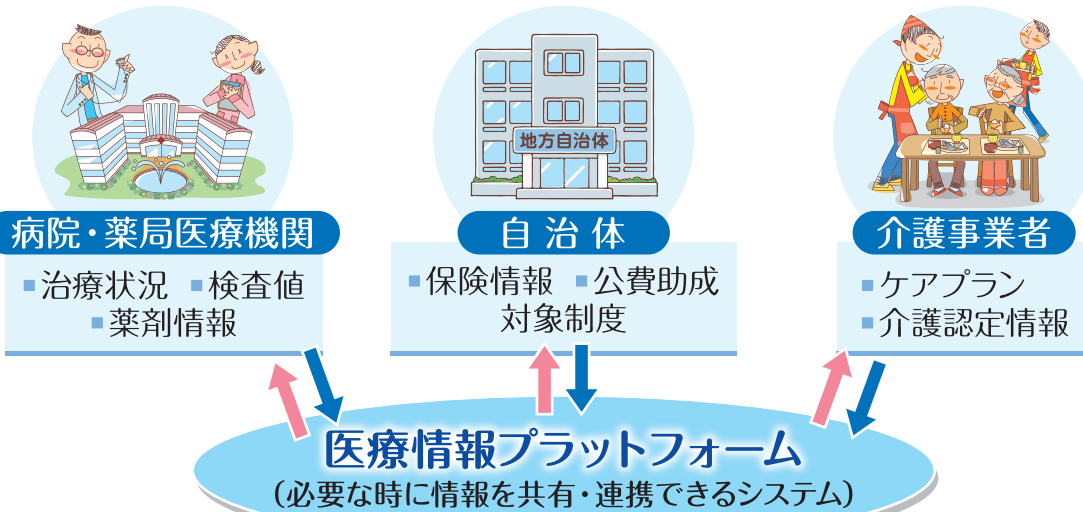 地方自治体
病院・薬局医療機関
自治体
介護事業者
■治療状況 ■検査値
■薬剤情報
■保険情報 ■公費助成
対象制度
■ケアプラン
■介護認定情報
医療情報プラットフォーム
(必要な時に情報を共有・連携できるシステム)